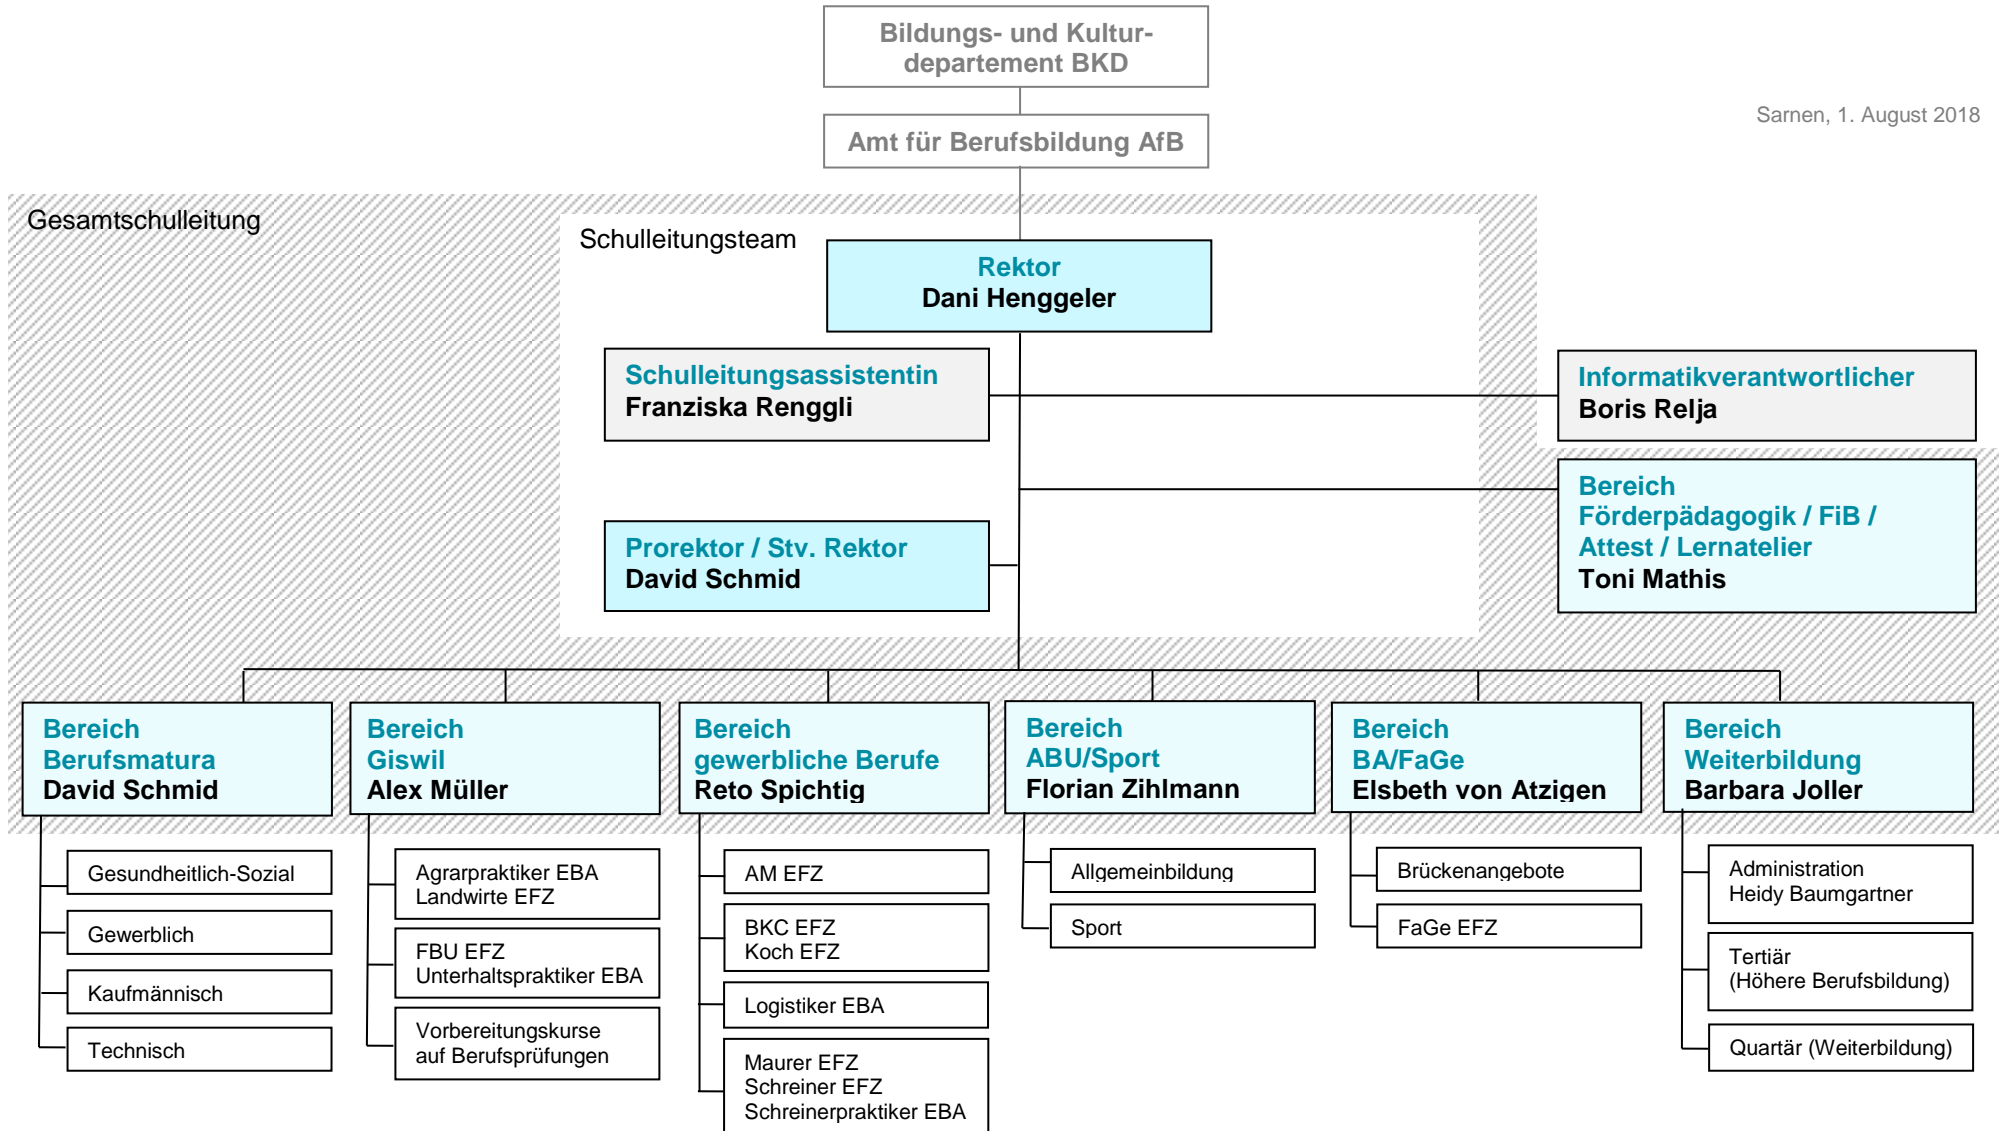 Bildungs- und Kultur-
departement BKD
Sarnen, 1. August 2018
Amt für Berufsbildung AfB
Gesamtschulleitung
Schulleitungsteam
Rektor
Dani Henggeler
Schulleitungsassistentin
Franziska Renggli
Informatikverantwortlicher
Boris Relja
Bereich
Förderpädagogik / FiB /
Attest / Lernatelier
Toni Mathis
Prorektor / Stv. Rektor
David Schmid
Bereich
Berufsmatura
David Schmid
Gesundheitlich-Sozial
Gewerblich
Kaufmännisch
Technisch
Bereich
Giswil
Alex Müller
Agrarpraktiker EBA
Landwirte EFZ
FBU EFZ
Unterhaltspraktiker EBA
Vorbereitungskurse
auf Berufsprüfungen
Bereich
gewerbliche Berufe
Reto Spichtig
AM EFZ
BKC EFZ
Koch EFZ
Logistiker EBA
Maurer EFZ
Schreiner EFZ
Schreinerpraktiker EBA
Bereich
ABU/Sport
Florian Zihlmann
Allgemeinbildung
Sport
Bereich
BA/FaGe
Elsbeth von Atzigen
Brückenangebote
FaGe EFZ
Bereich
Weiterbildung
Barbara Joller
Administration
Heidy Baumgartner
Tertiär
(Höhere Berufsbildung)
Quartär (Weiterbildung)